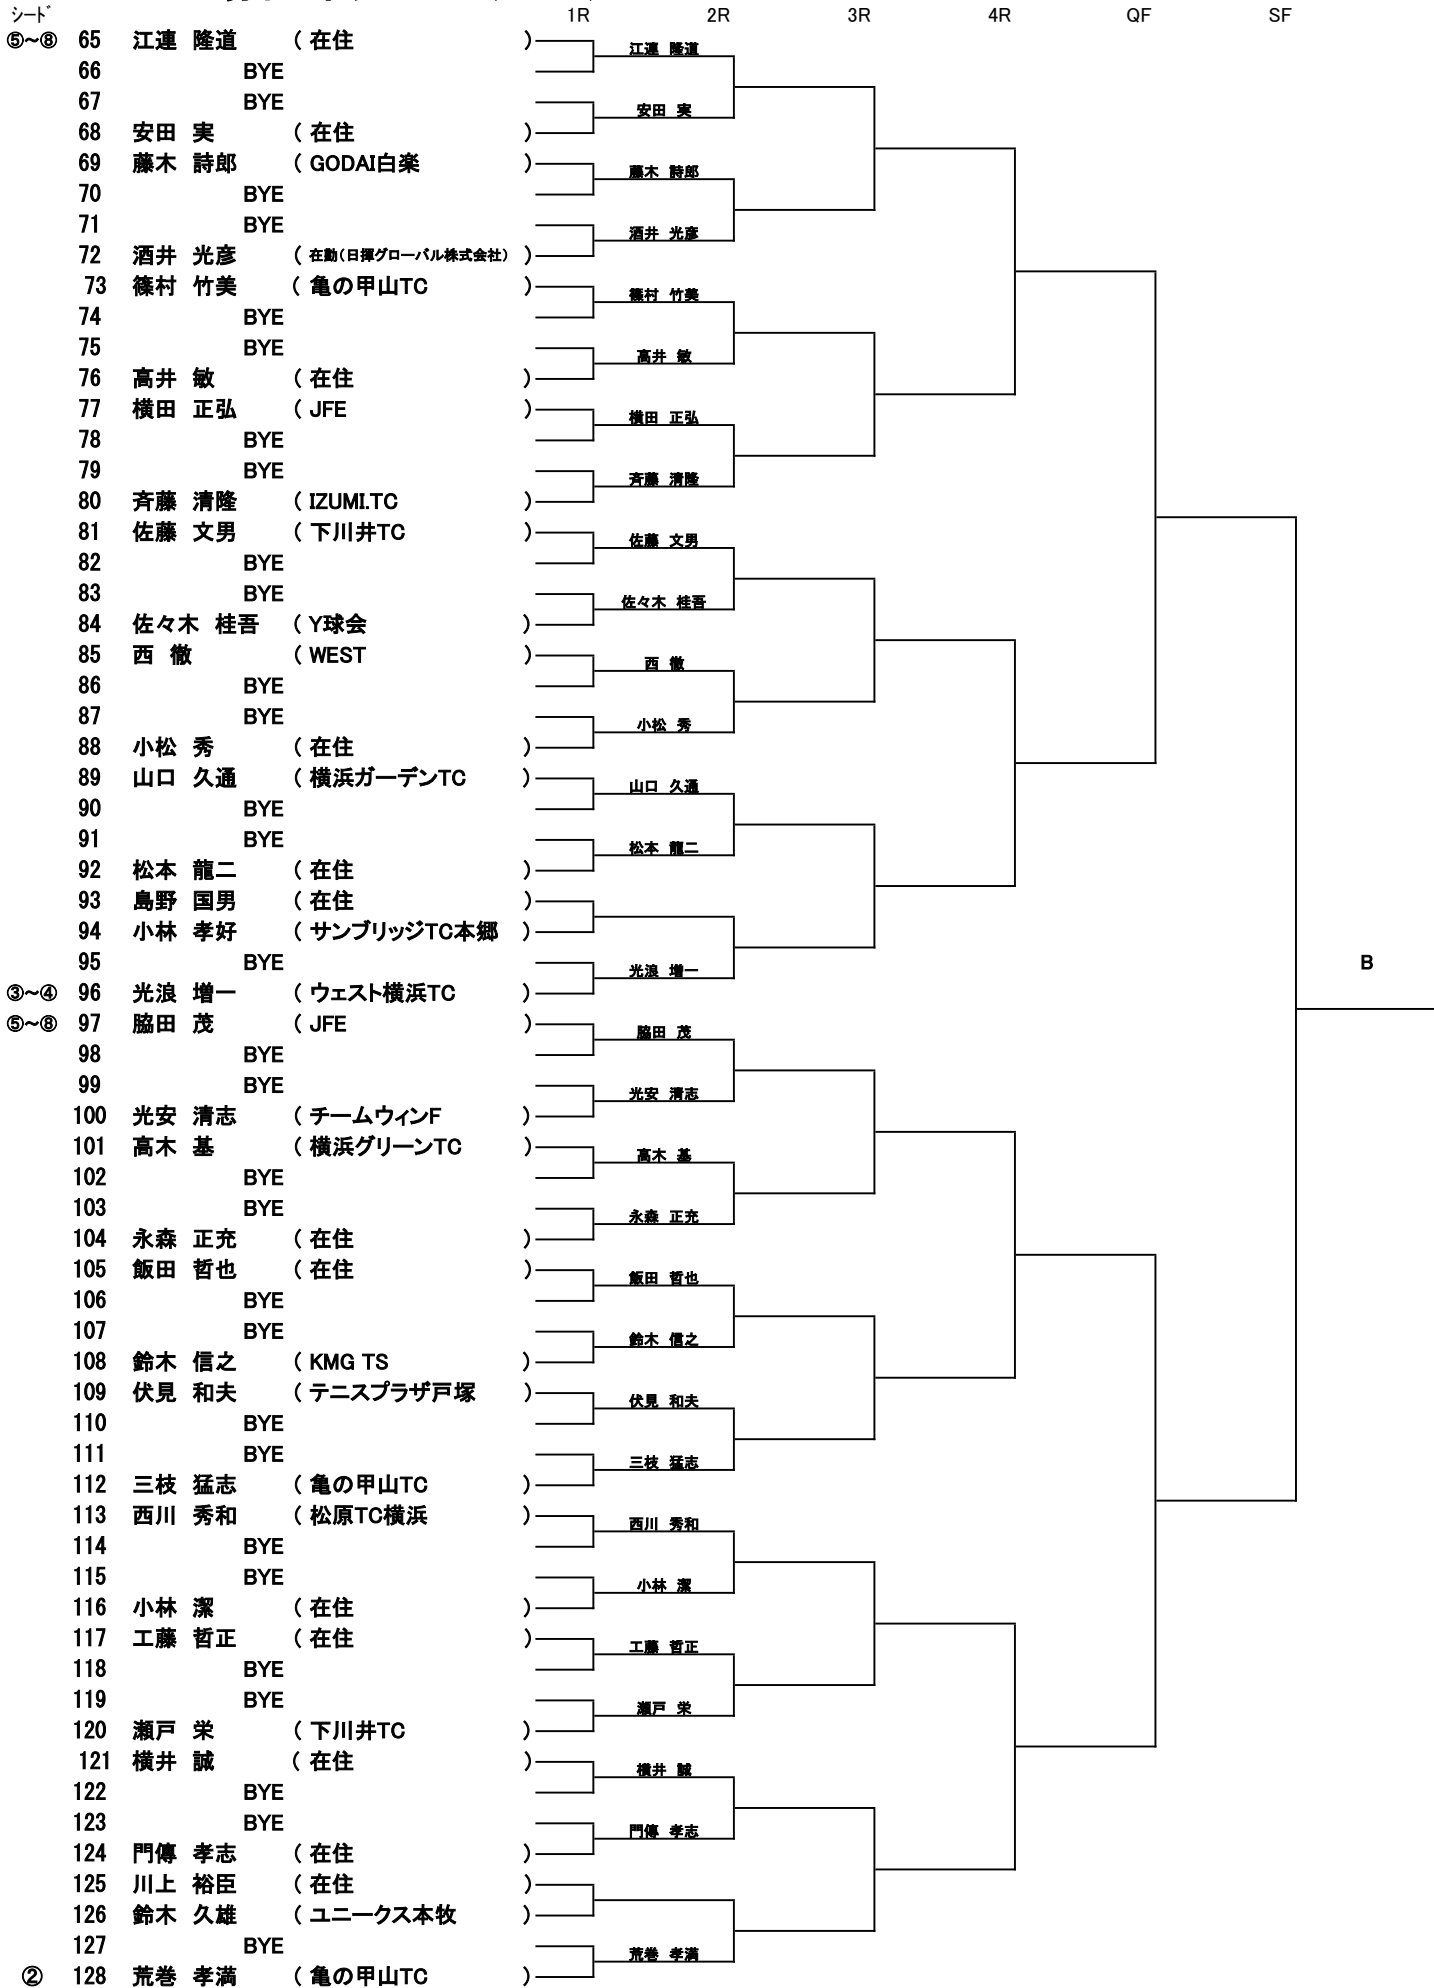 シード 1R 2R 3R 4R QF SF
⑤~⑧ 65 江連 隆道 ( 在住 ) 江連 隆道
66 BYE
67 BYE 安田 実
68 安田 実 ( 在住 )
69 藤木 詩郎 ( GODAI白楽 ) 藤木 詩郎
70 BYE
71 BYE 酒井 光彦
72 酒井 光彦 ( 在勤(日揮グローバル株式会社) )
73 篠村 竹美 ( 亀の甲山TC ) 篠村 竹美
74 BYE
75 BYE 高井 敏
76 高井 敏 ( 在住 )
77 横田 正弘 ( JFE ) 横田 正弘
78 BYE
79 BYE 斉藤 清隆
80 斉藤 清隆 ( IZUMI.TC )
81 佐藤 文男 ( 下川井TC ) 佐藤 文男
82 BYE
83 BYE 佐々木 桂吾
84 佐々木 桂吾 ( Y球会 )
85 西 徹 ( WEST ) 西 徹
86 BYE
87 BYE 小松 秀
88 小松 秀 ( 在住 )
89 山口 久通 ( 横浜ガーデンTC ) 山口 久通
90 BYE
91 BYE 松本 龍二
92 松本 龍二 ( 在住 )
93 島野 国男 ( 在住 )
94 小林 孝好 ( サンブリッジTC本郷 )
95 BYE 光浪 増一 B
③~④ 96 光浪 増一 ( ウェスト横浜TC )
⑤~⑧ 97 脇田 茂 ( JFE ) 脇田 茂
98 BYE
99 BYE 光安 清志
100 光安 清志 ( チームウィンF )
101 高木 基 ( 横浜グリーンTC ) 高木 基
102 BYE
103 BYE 永森 正充
104 永森 正充 ( 在住 )
105 飯田 哲也 ( 在住 ) 飯田 哲也
106 BYE
107 BYE 鈴木 信之
108 鈴木 信之 ( KMG TS )
109 伏見 和夫 ( テニスプラザ戸塚 ) 伏見 和夫
110 BYE
111 BYE 三枝 猛志
112 三枝 猛志 ( 亀の甲山TC )
113 西川 秀和 ( 松原TC横浜 ) 西川 秀和
114 BYE
115 BYE 小林 潔
116 小林 潔 ( 在住 )
117 工藤 哲正 ( 在住 ) 工藤 哲正
118 BYE
119 BYE 瀬戸 栄
120 瀬戸 栄 ( 下川井TC )
121 横井 誠 ( 在住 ) 横井 誠
122 BYE
123 BYE 門傳 孝志
124 門傳 孝志 ( 在住 )
125 川上 裕臣 ( 在住 )
126 鈴木 久雄 ( ユニークス本牧 )
127 BYE 荒巻 孝満
② 128 荒巻 孝満 ( 亀の甲山TC )